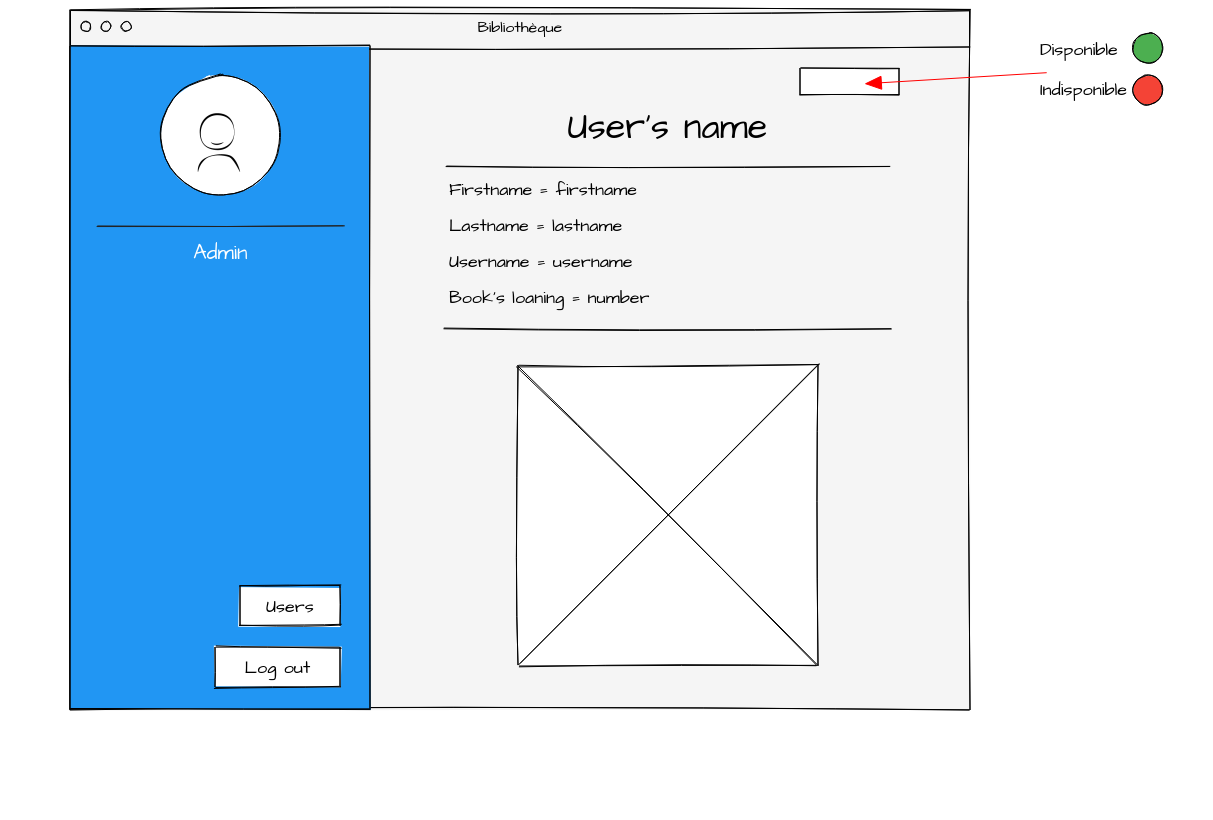 Bibliothèque
Disponible
Indisponible
User's name
Firstname = firstname
Lastname = lastname
Username = username
Book's loaning = number
Admin
Users
Log out